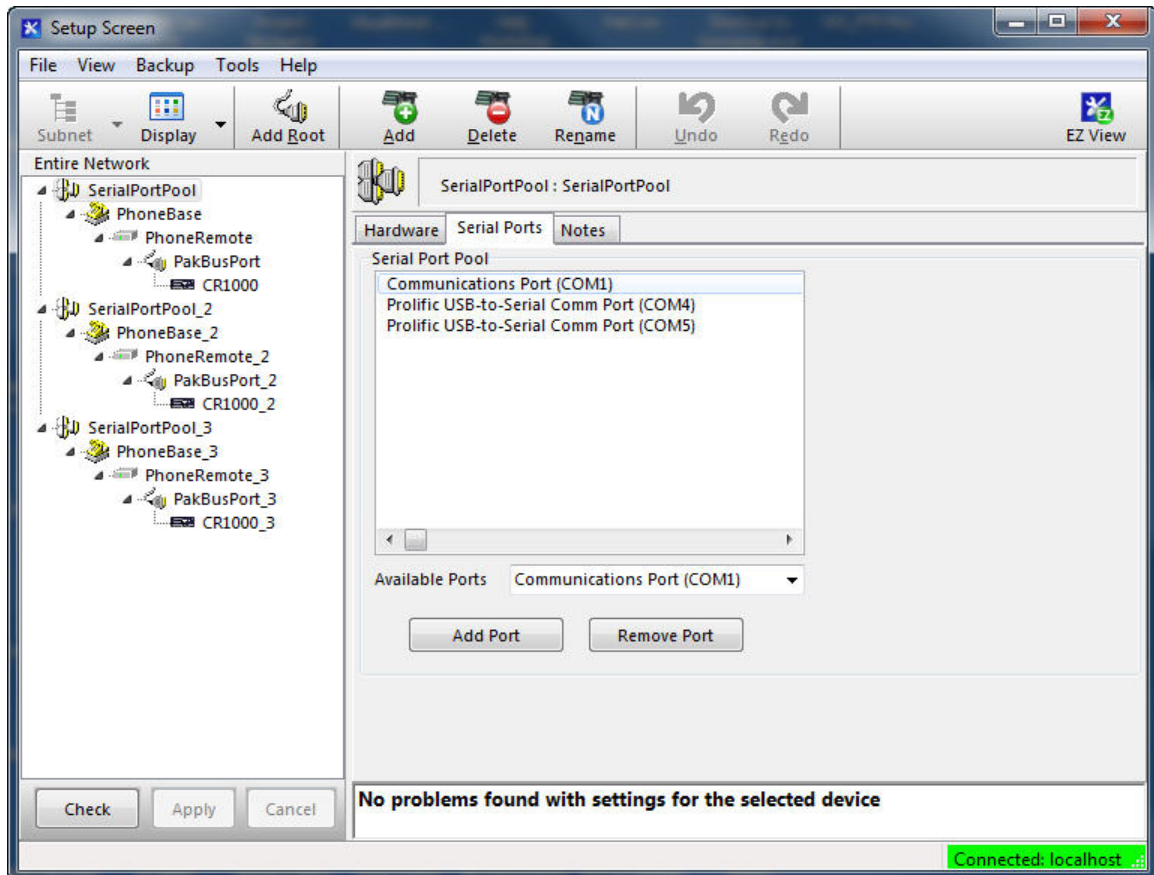 Setup Screen
File View Backup Tools Help
Subnet Display Add Root Add Delete Rename Undo Redo EZ View
Entire Network
SerialPortPool
PhoneBase
PhoneRemote
PakBusPort
CR1000
SerialPortPool_2
PhoneBase_2
PhoneRemote_2
PakBusPort_2
CR1000_2
SerialPortPool_3
PhoneBase_3
PhoneRemote_3
PakBusPort_3
CR1000_3
SerialPortPool : SerialPortPool
Hardware Serial Ports Notes
Serial Port Pool
Communications Port (COM1)
Prolific USB-to-Serial Comm Port (COM4)
Prolific USB-to-Serial Comm Port (COM5)
Available Ports Communications Port (COM1)
Add Port Remove Port
Check Apply Cancel
No problems found with settings for the selected device
Connected: localhost